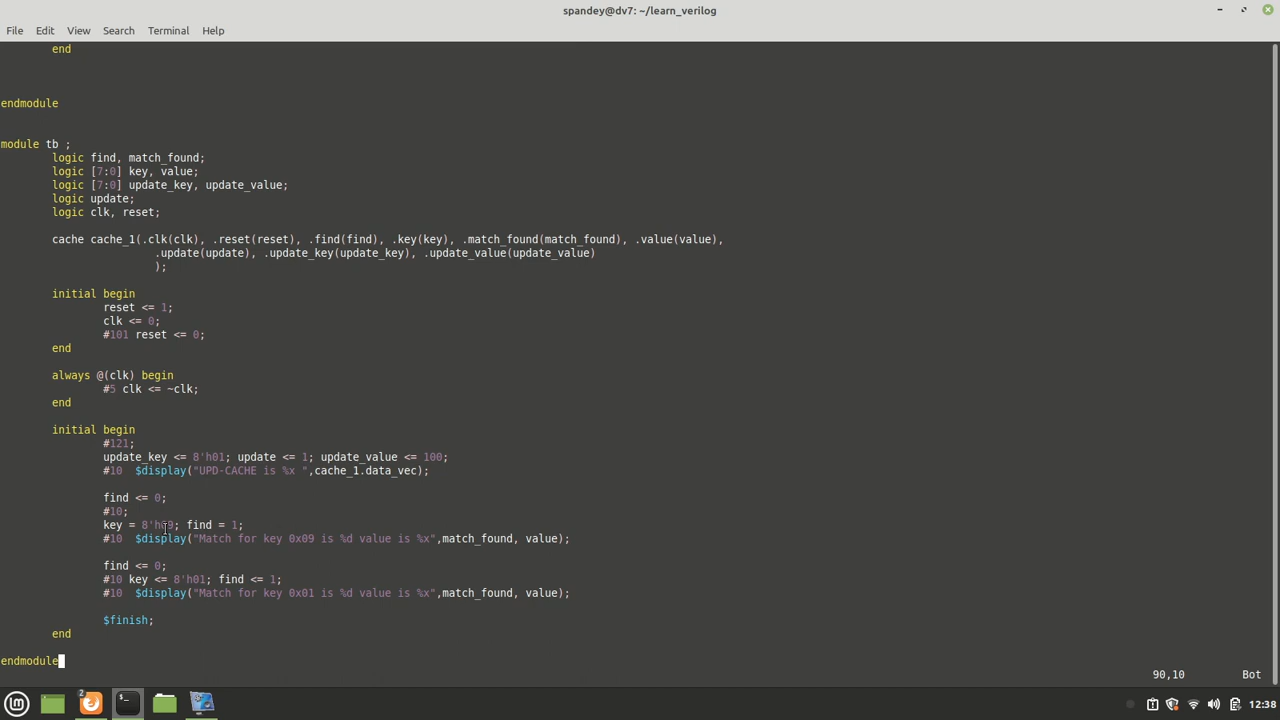 spandey@dv7: ~/learn_verilog
File Edit View Search Terminal Help
end
endmodule
module tb ;
logic find, match_found;
logic [7:0] key, value;
logic [7:0] update_key, update_value;
logic update;
logic clk, reset;
cache cache_1(.clk(clk), .reset(reset), .find(find), .key(key), .match_found(match_found), .value(value),
.update(update), .update_key(update_key), .update_value(update_value)
);
initial begin
reset <= 1;
clk <= 0;
#101 reset <= 0;
end
always @(clk) begin
#5 clk <= ~clk;
end
initial begin
#121;
update_key <= 8'h01; update <= 1; update_value <= 100;
#10 $display("UPD-CACHE is %x ",cache_1.data_vec);
find <= 0;
#10;
key = 8'h09; find = 1;
#10 $display("Match for key 0x09 is %d value is %x",match_found, value);
find <= 0;
#10 key <= 8'h01; find <= 1;
#10 $display("Match for key 0x01 is %d value is %x",match_found, value);
$finish;
end
endmodule
90,10 Bot
2 12:38